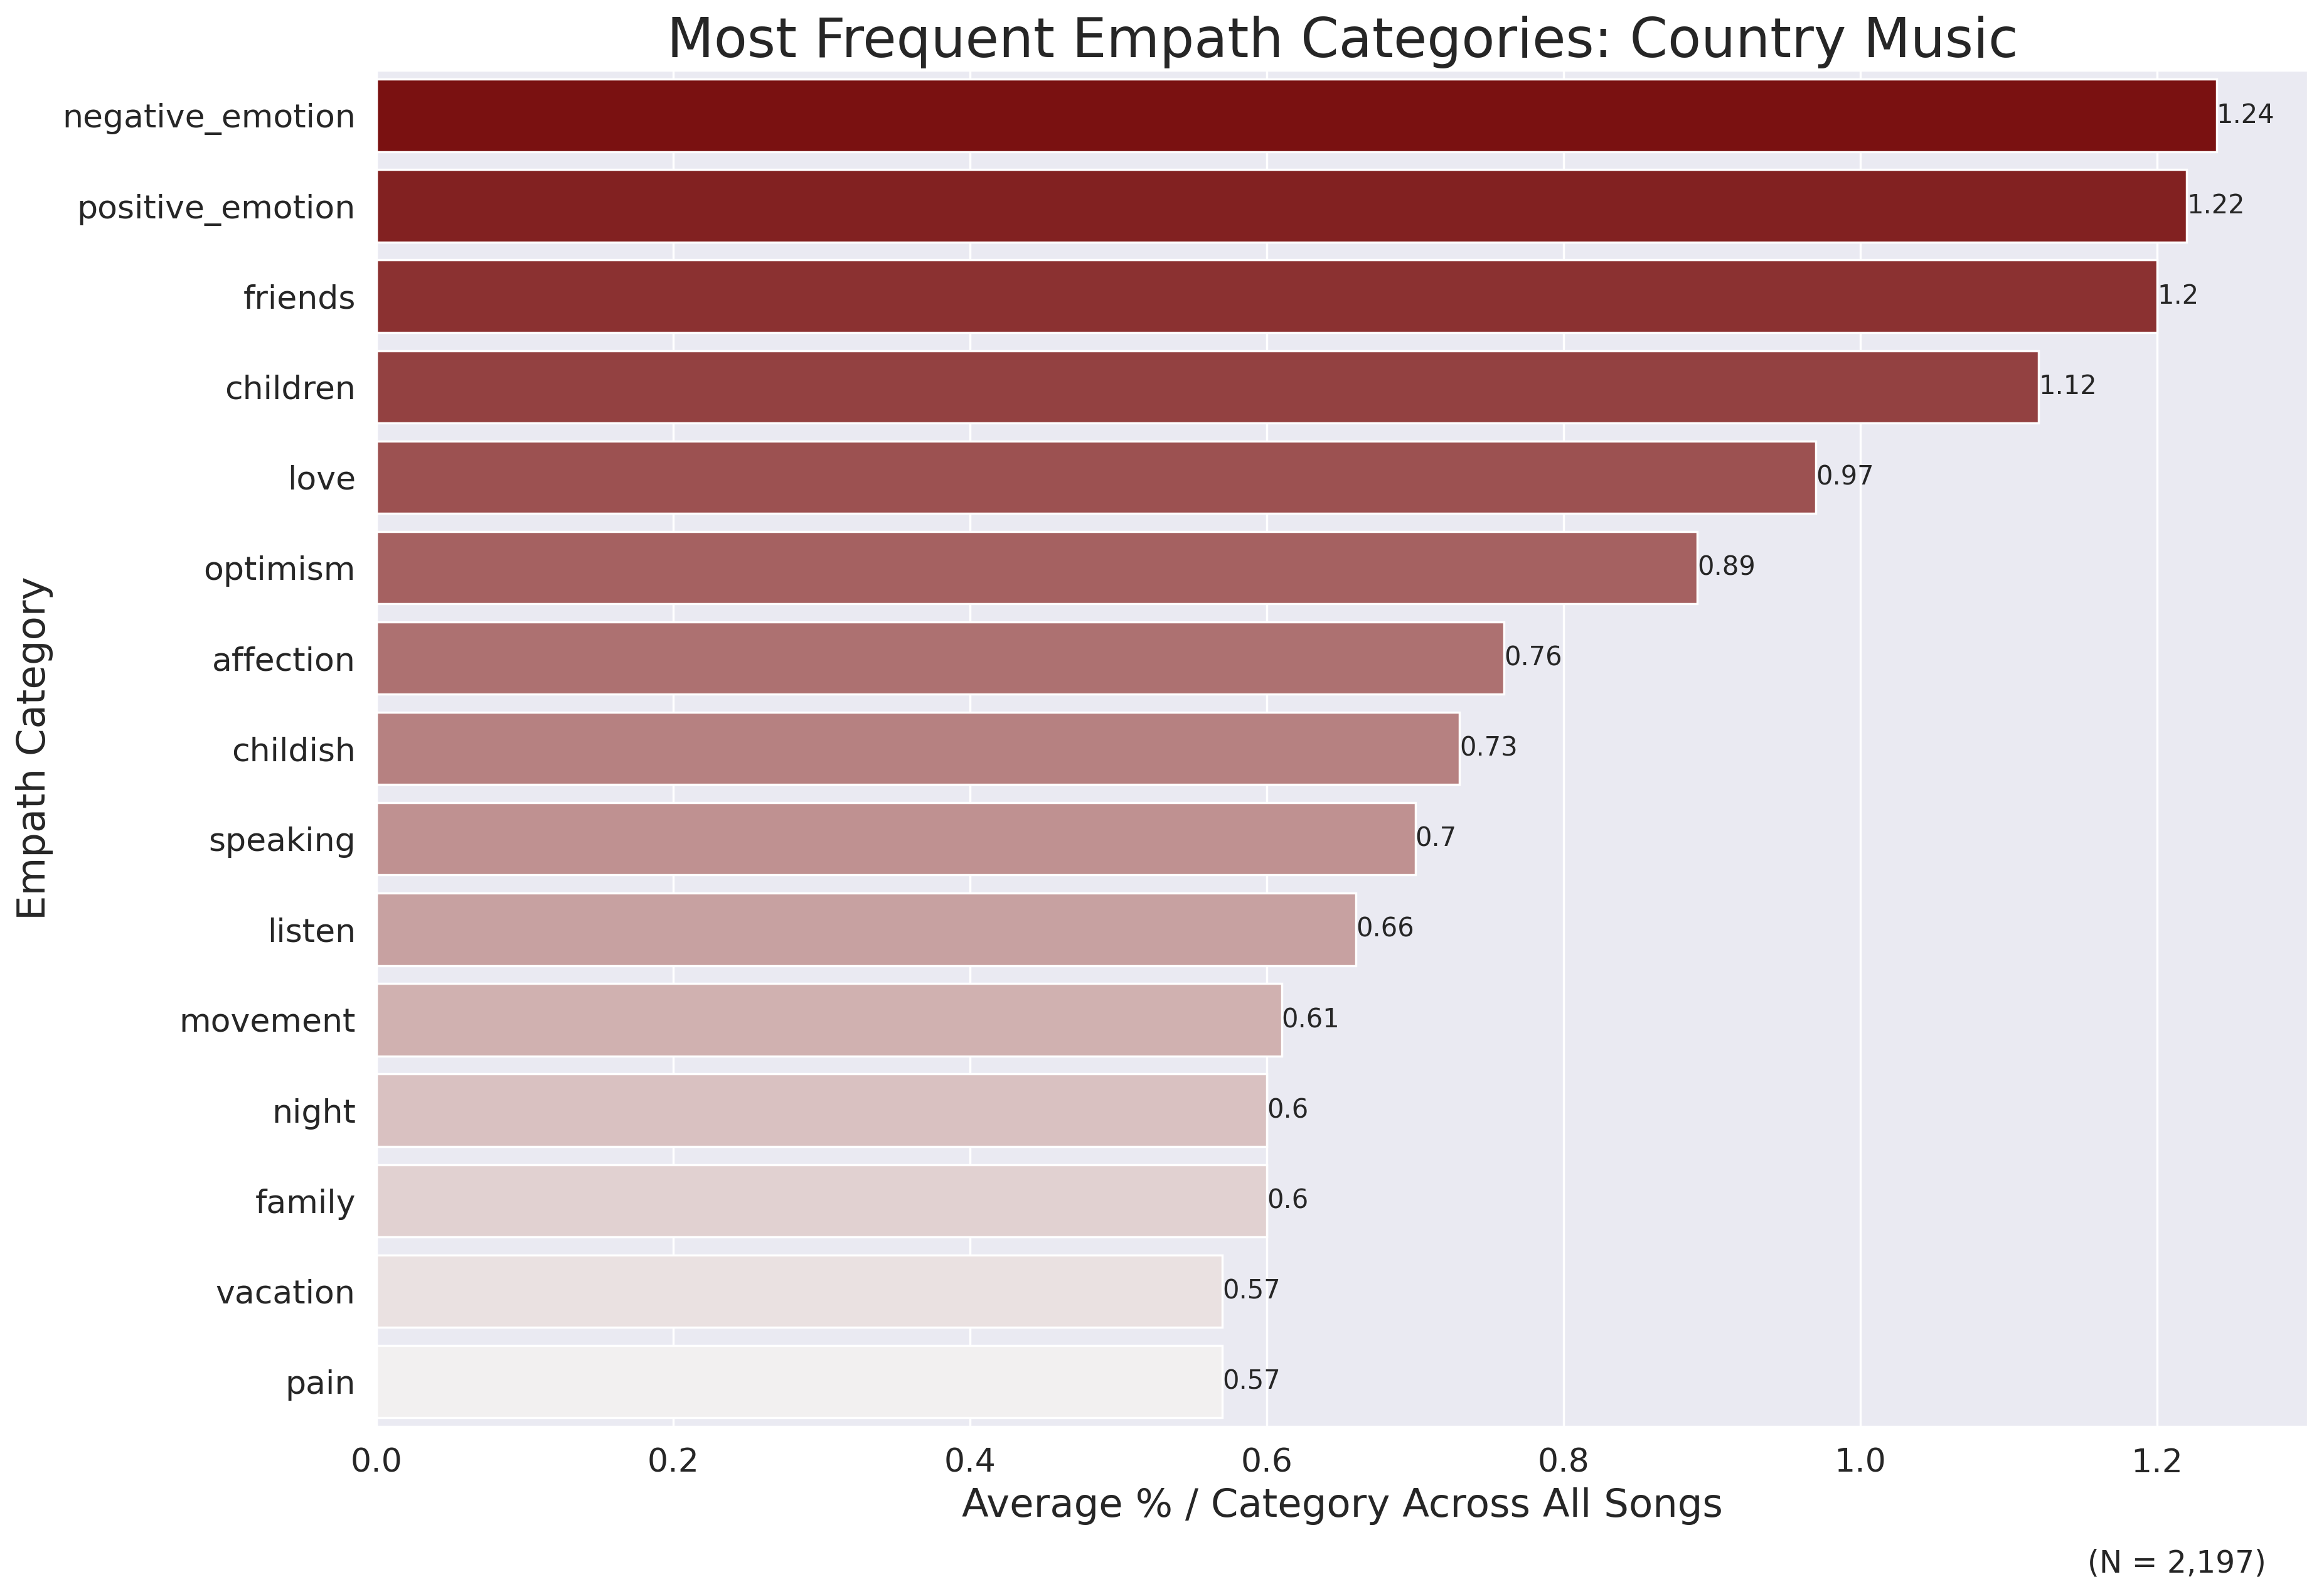 Most Frequent Empath Categories: Country Music
Empath Category
negative_emotion 1.24
positive_emotion 1.22
friends 1.2
children 1.12
love 0.97
optimism 0.89
affection 0.76
childish 0.73
speaking 0.7
listen 0.66
movement 0.61
night 0.6
family 0.6
vacation 0.57
pain 0.57
0.0 0.2 0.4 0.6 0.8 1.0 1.2
Average % / Category Across All Songs
(N = 2,197)